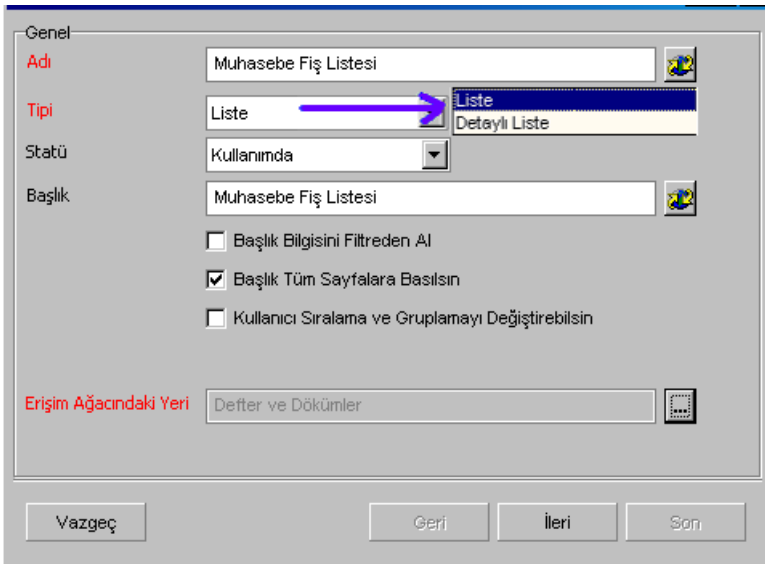 Genel
Adı Muhasebe Fiş Listesi
Tipi Liste Liste
Detaylı Liste
Statü Kullanımda
Başlık Muhasebe Fiş Listesi
Başlık Bilgisini Filtreden Al
Başlık Tüm Sayfalara Basılsın
Kullanıcı Sıralama ve Gruplamayı Değiştirebilsin
Erişim Ağacındaki Yeri Defter ve Dökümler ...
Vazgeç Geri İleri Son